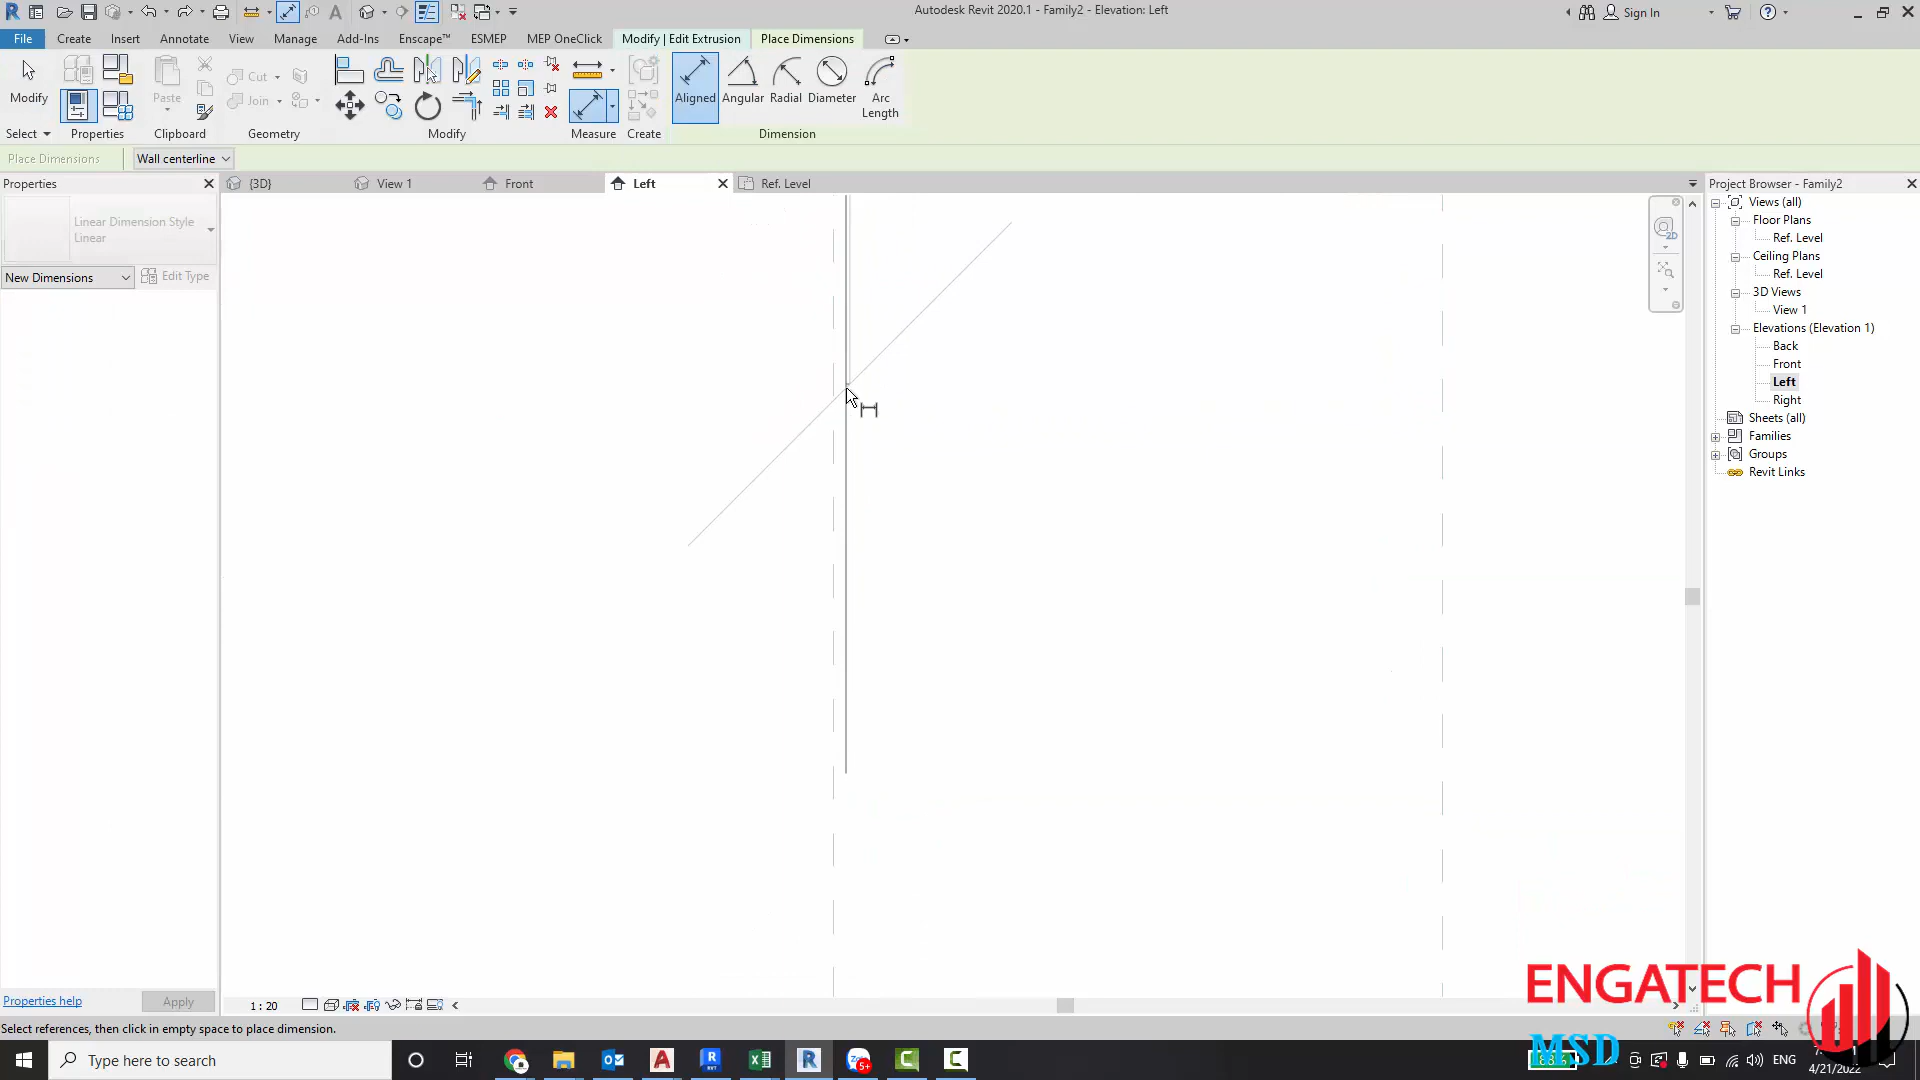 Autodesk Revit 2020.1 - Family2 - Elevation: Left
Sign In
File Create Insert Annotate View Manage Add-Ins Enscape™ ESMEP MEP OneClick Modify | Edit Extrusion Place Dimensions
Modify
Paste
Cut
Join
Aligned Angular Radial Diameter Arc
Length
Select Properties Clipboard Geometry Modify Measure Create Dimension
Place Dimensions Wall centerline
Properties
{3D} View 1 Front Left Ref. Level
Project Browser - Family2
Linear Dimension Style
Linear
New Dimensions Edit Type
2D
Views (all)
Floor Plans
Ref. Level
Ceiling Plans
Ref. Level
3D Views
View 1
Elevations (Elevation 1)
Back
Front
Left
Right
Sheets (all)
Families
Groups
Revit Links
Properties help Apply
1 : 20
Select references, then click in empty space to place dimension.
ENGATECH
MSD
Type here to search
ENG
4/21/2022